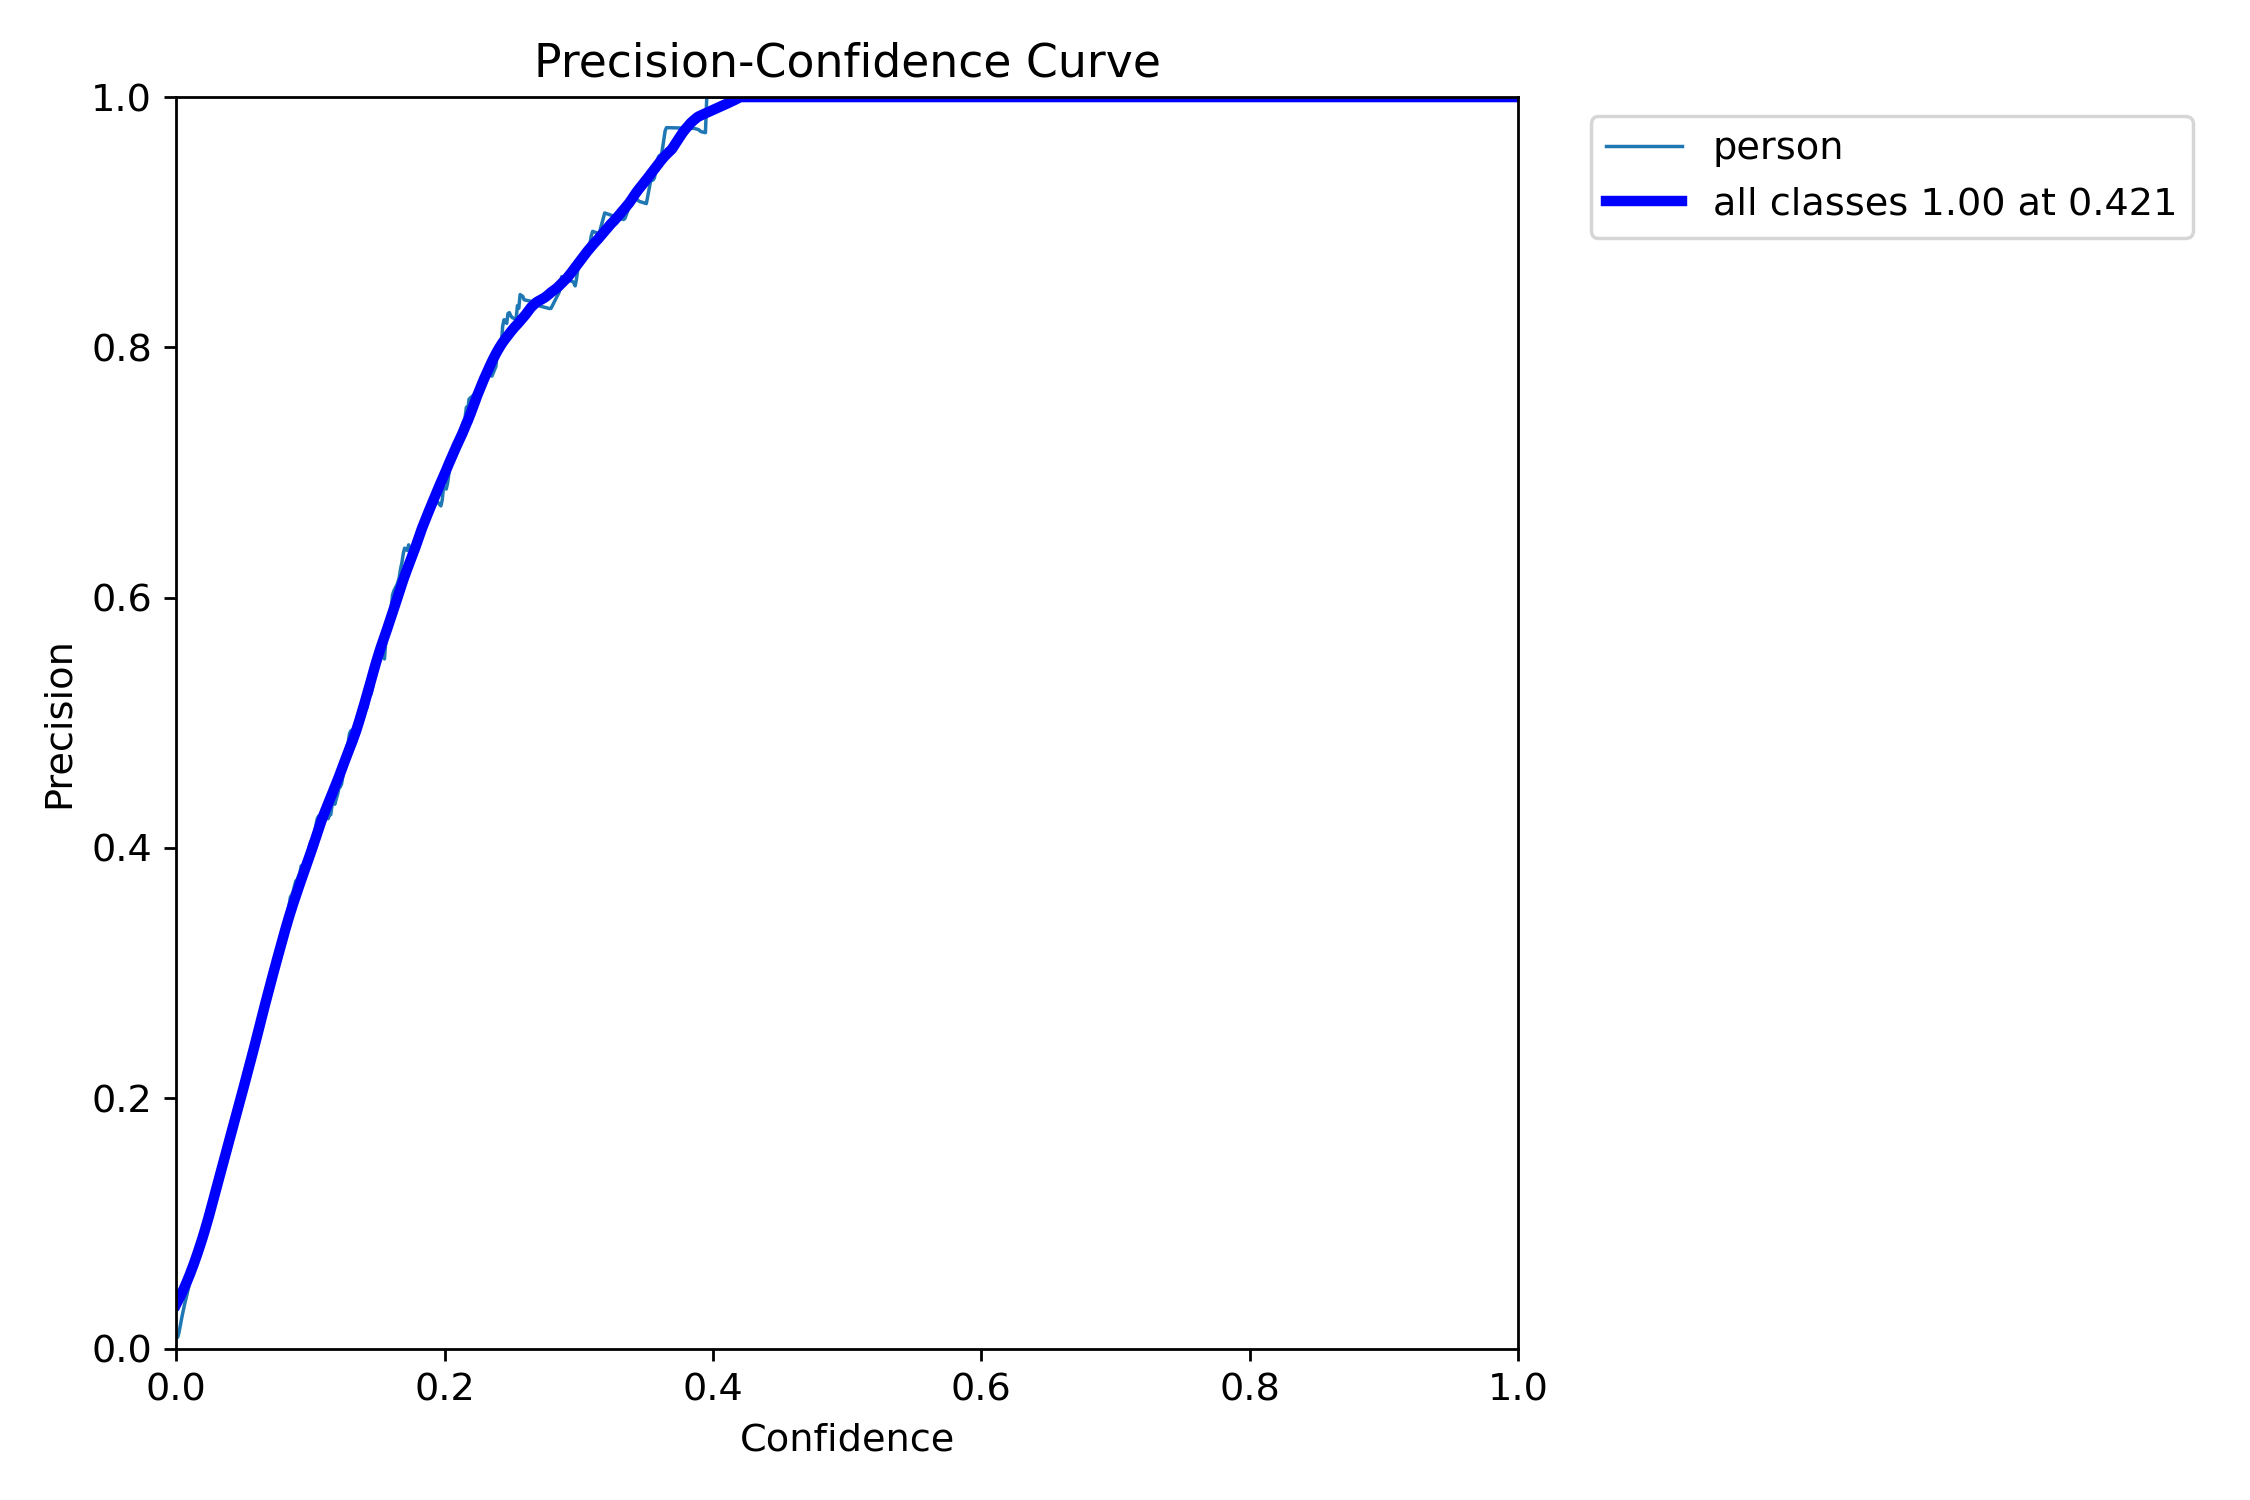 Precision-Confidence Curve
1.0
0.8
0.6
0.4
0.2
0.0
Precision
0.0 0.2 0.4 0.6 0.8 1.0
Confidence
person
all classes 1.00 at 0.421